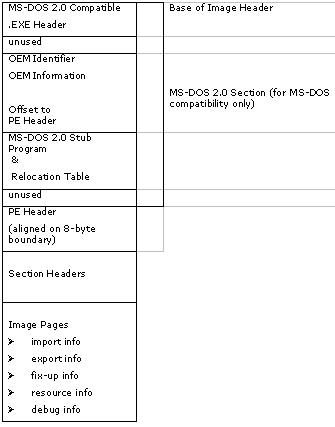 MS-DOS 2.0 Compatible
.EXE Header
Base of Image Header
unused
OEM Identifier
OEM Information
Offset to
PE Header
MS-DOS 2.0 Section (for MS-DOS
compatibility only)
MS-DOS 2.0 Stub
Program
&
Relocation Table
unused
PE Header
(aligned on 8-byte
boundary)
Section Headers
Image Pages
➢ import info
➢ export info
➢ fix-up info
➢ resource info
➢ debug info